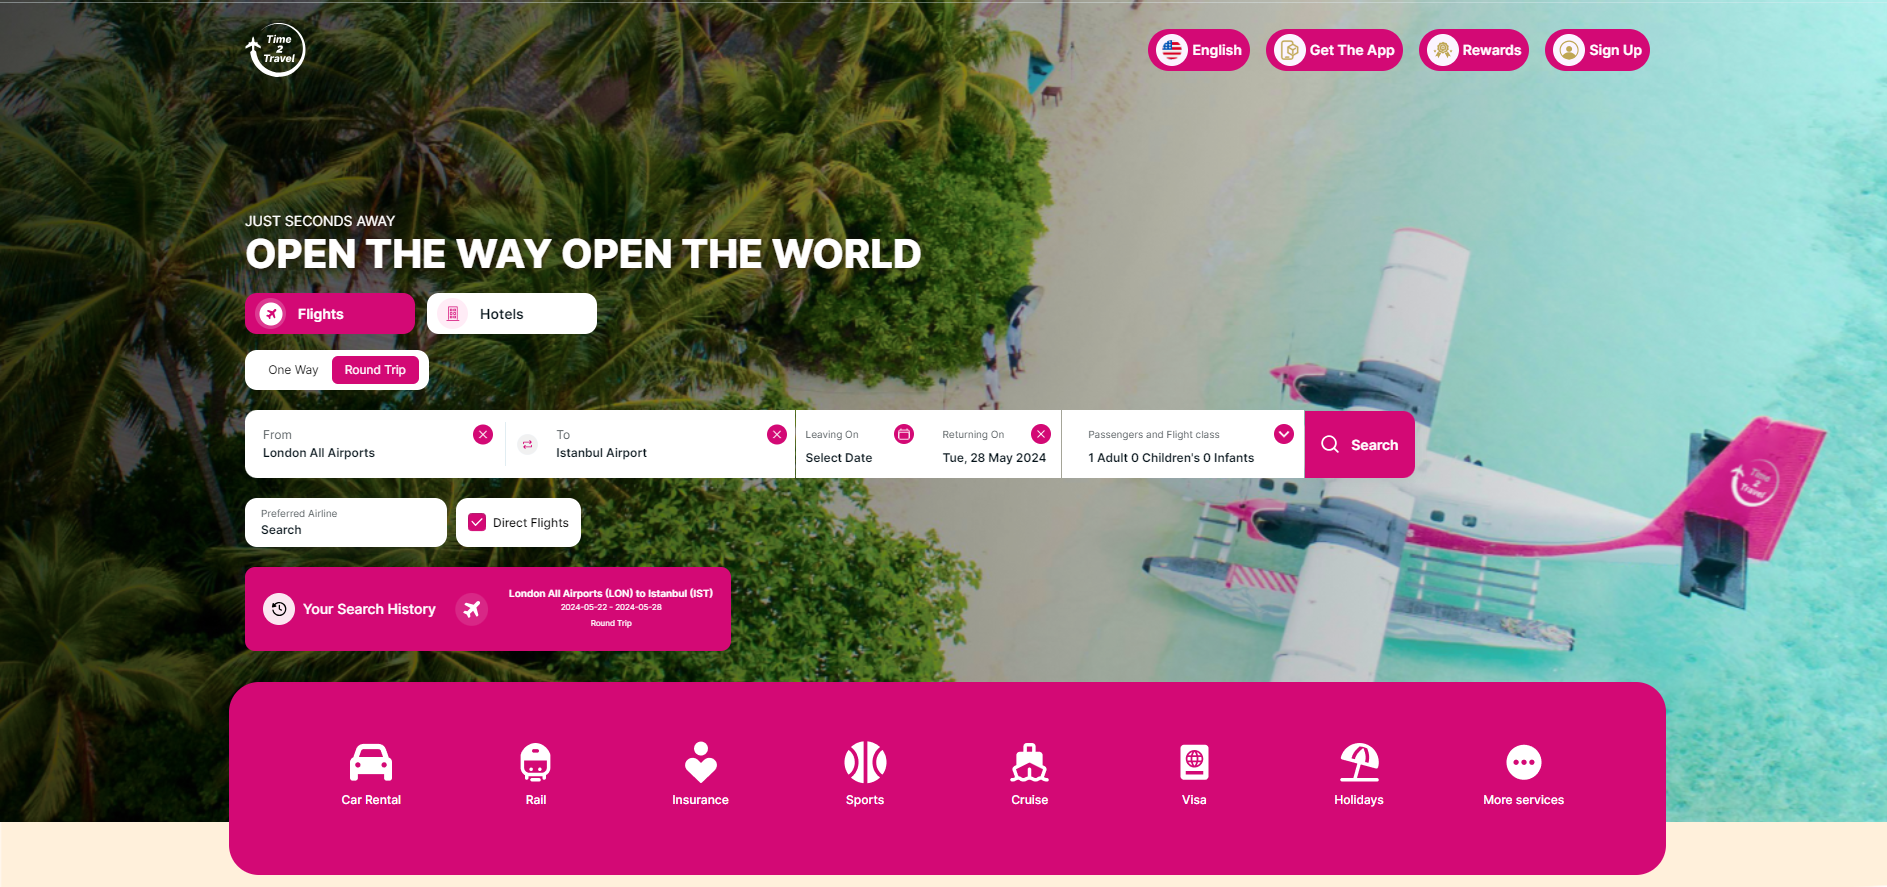 Time
2
Travel
English
Get The App
Rewards
Sign Up
JUST SECONDS AWAY
OPEN THE WAY OPEN THE WORLD
Flights
Hotels
One Way
Round Trip
From
London All Airports
To
Istanbul Airport
Leaving On
Select Date
Returning On
Tue, 28 May 2024
Passengers and Flight class
1 Adult 0 Children's 0 Infants
Search
Preferred Airline
Search
Direct Flights
Time
2
Travel
Your Search History
London All Airports (LON) to Istanbul (IST)
2024-05-22 - 2024-05-28
Round Trip
Car Rental
Rail
Insurance
Sports
Cruise
Visa
Holidays
More services